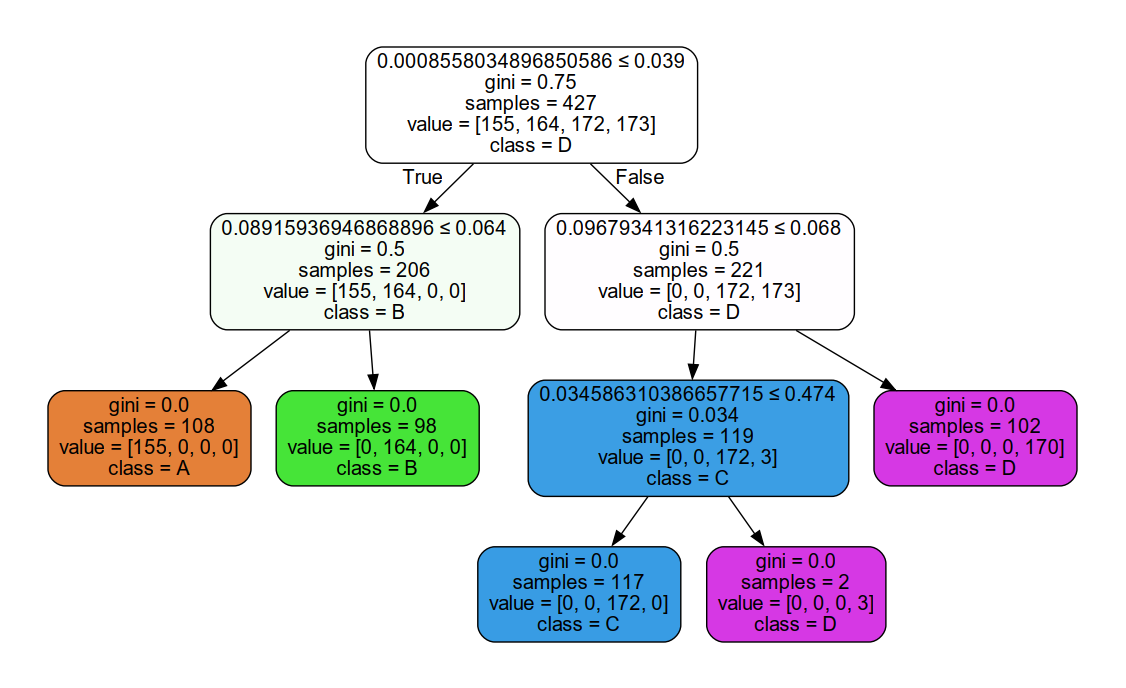 0.0008558034896850586 ≤ 0.039
gini = 0.75
samples = 427
value = [155, 164, 172, 173]
class = D
True
False
0.08915936946868896 ≤ 0.064
gini = 0.5
samples = 206
value = [155, 164, 0, 0]
class = B
0.09679341316223145 ≤ 0.068
gini = 0.5
samples = 221
value = [0, 0, 172, 173]
class = D
gini = 0.0
samples = 108
value = [155, 0, 0, 0]
class = A
gini = 0.0
samples = 98
value = [0, 164, 0, 0]
class = B
0.034586310386657715 ≤ 0.474
gini = 0.034
samples = 119
value = [0, 0, 172, 3]
class = C
gini = 0.0
samples = 102
value = [0, 0, 0, 170]
class = D
gini = 0.0
samples = 117
value = [0, 0, 172, 0]
class = C
gini = 0.0
samples = 2
value = [0, 0, 0, 3]
class = D